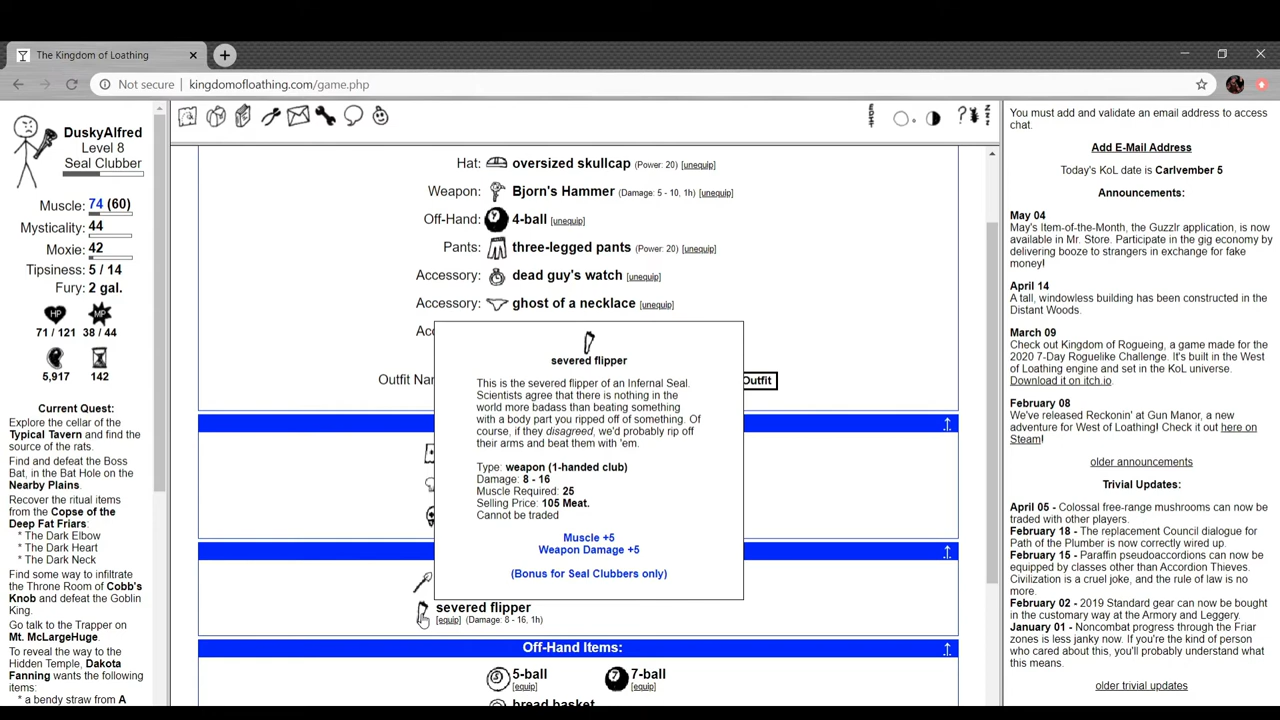 The Kingdom of Loathing
Not secure | kingdomofloathing.com/game.php
DuskyAlfred
Level 8
Seal Clubber
Muscle: 74 (60)
Mysticality: 44
Moxie: 42
Tipsiness: 5 / 14
Fury: 2 gal.
HP
MP
71 / 121
38 / 44
5,917
142
Current Quest:
Explore the cellar of the
Typical Tavern and find the
source of the rats.
Find and defeat the Boss
Bat, in the Bat Hole on the
Nearby Plains.
Recover the ritual items
from the Copse of the
Deep Fat Friars:
* The Dark Elbow
* The Dark Heart
* The Dark Neck
Find some way to infiltrate
the Throne Room of Cobb's
Knob and defeat the Goblin
King.
Go talk to the Trapper on
Mt. McLargeHuge.
To reveal the way to the
Hidden Temple, Dakota
Fanning wants the following
items:
* a bendy straw from A
Hat: oversized skullcap (Power: 20) [unequip]
Weapon: Bjorn's Hammer (Damage: 5 - 10, 1h) [unequip]
Off-Hand: 4-ball [unequip]
Pants: three-legged pants (Power: 20) [unequip]
Accessory: dead guy's watch [unequip]
Accessory: ghost of a necklace [unequip]
Ac
Outfit Nar
Outfit
severed flipper
This is the severed flipper of an Infernal Seal.
Scientists agree that there is nothing in the
world more badass than beating something
with a body part you ripped off of something. Of
course, if they disagreed, we'd probably rip off
their arms and beat them with 'em.
Type: weapon (1-handed club)
Damage: 8 - 16
Muscle Required: 25
Selling Price: 105 Meat.
Cannot be traded
Muscle +5
Weapon Damage +5
(Bonus for Seal Clubbers only)
severed flipper
[equip] (Damage: 8 - 16, 1h)
Off-Hand Items:
5-ball
[equip]
7-ball
[equip]
bread basket
You must add and validate an email address to access
chat.
Add E-Mail Address
Today's KoL date is Carlvember 5
Announcements:
May 04
May's Item-of-the-Month, the Guzzlr application, is now
available in Mr. Store. Participate in the gig economy by
delivering booze to strangers in exchange for fake
money!
April 14
A tall, windowless building has been constructed in the
Distant Woods.
March 09
Check out Kingdom of Rogueing, a game made for the
2020 7-Day Roguelike Challenge. It's built in the West
of Loathing engine and set in the KoL universe.
Download it on itch.io.
February 08
We've released Reckonin' at Gun Manor, a new
adventure for West of Loathing! Check it out here on
Steam!
older announcements
Trivial Updates:
April 05 - Colossal free-range mushrooms can now be
traded with other players.
February 18 - The replacement Council dialogue for
Path of the Plumber is now correctly wired up.
February 15 - Paraffin pseudoaccordions can now be
equipped by classes other than Accordion Thieves.
Civilization is a cruel joke, and the rule of law is no
more.
February 02 - 2019 Standard gear can now be bought
in the customary way at the Armory and Leggery.
January 01 - Noncombat progress through the Friar
zones is less janky now. If you're the kind of person
who cared about this, you'll probably understand what
this means.
older trivial updates